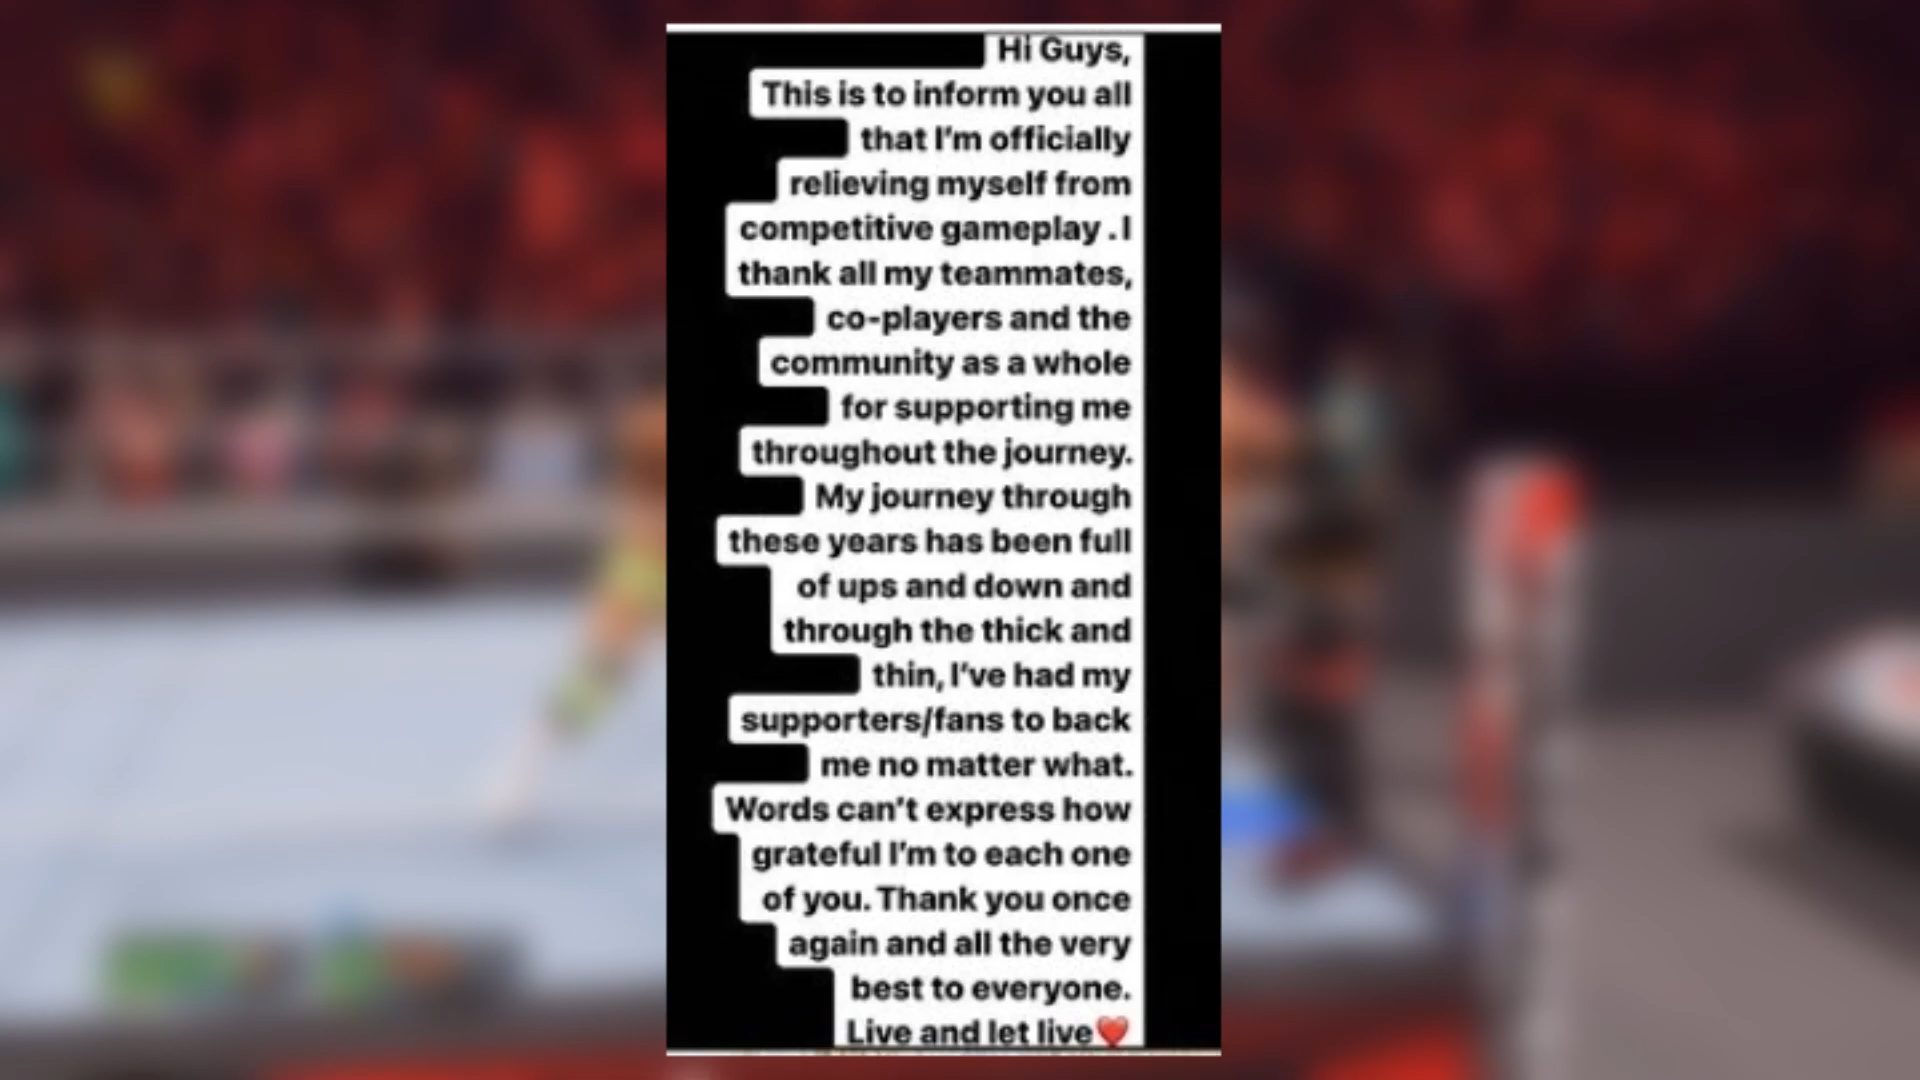 Hi Guys,
This is to inform you all
that I'm officially
relieving myself from
competitive gameplay . I
thank all my teammates,
co-players and the
community as a whole
for supporting me
throughout the journey.
My journey through
these years has been full
of ups and down and
through the thick and
thin, I've had my
supporters/fans to back
me no matter what.
Words can't express how
grateful I'm to each one
of you. Thank you once
again and all the very
best to everyone.
Live and let live❤️